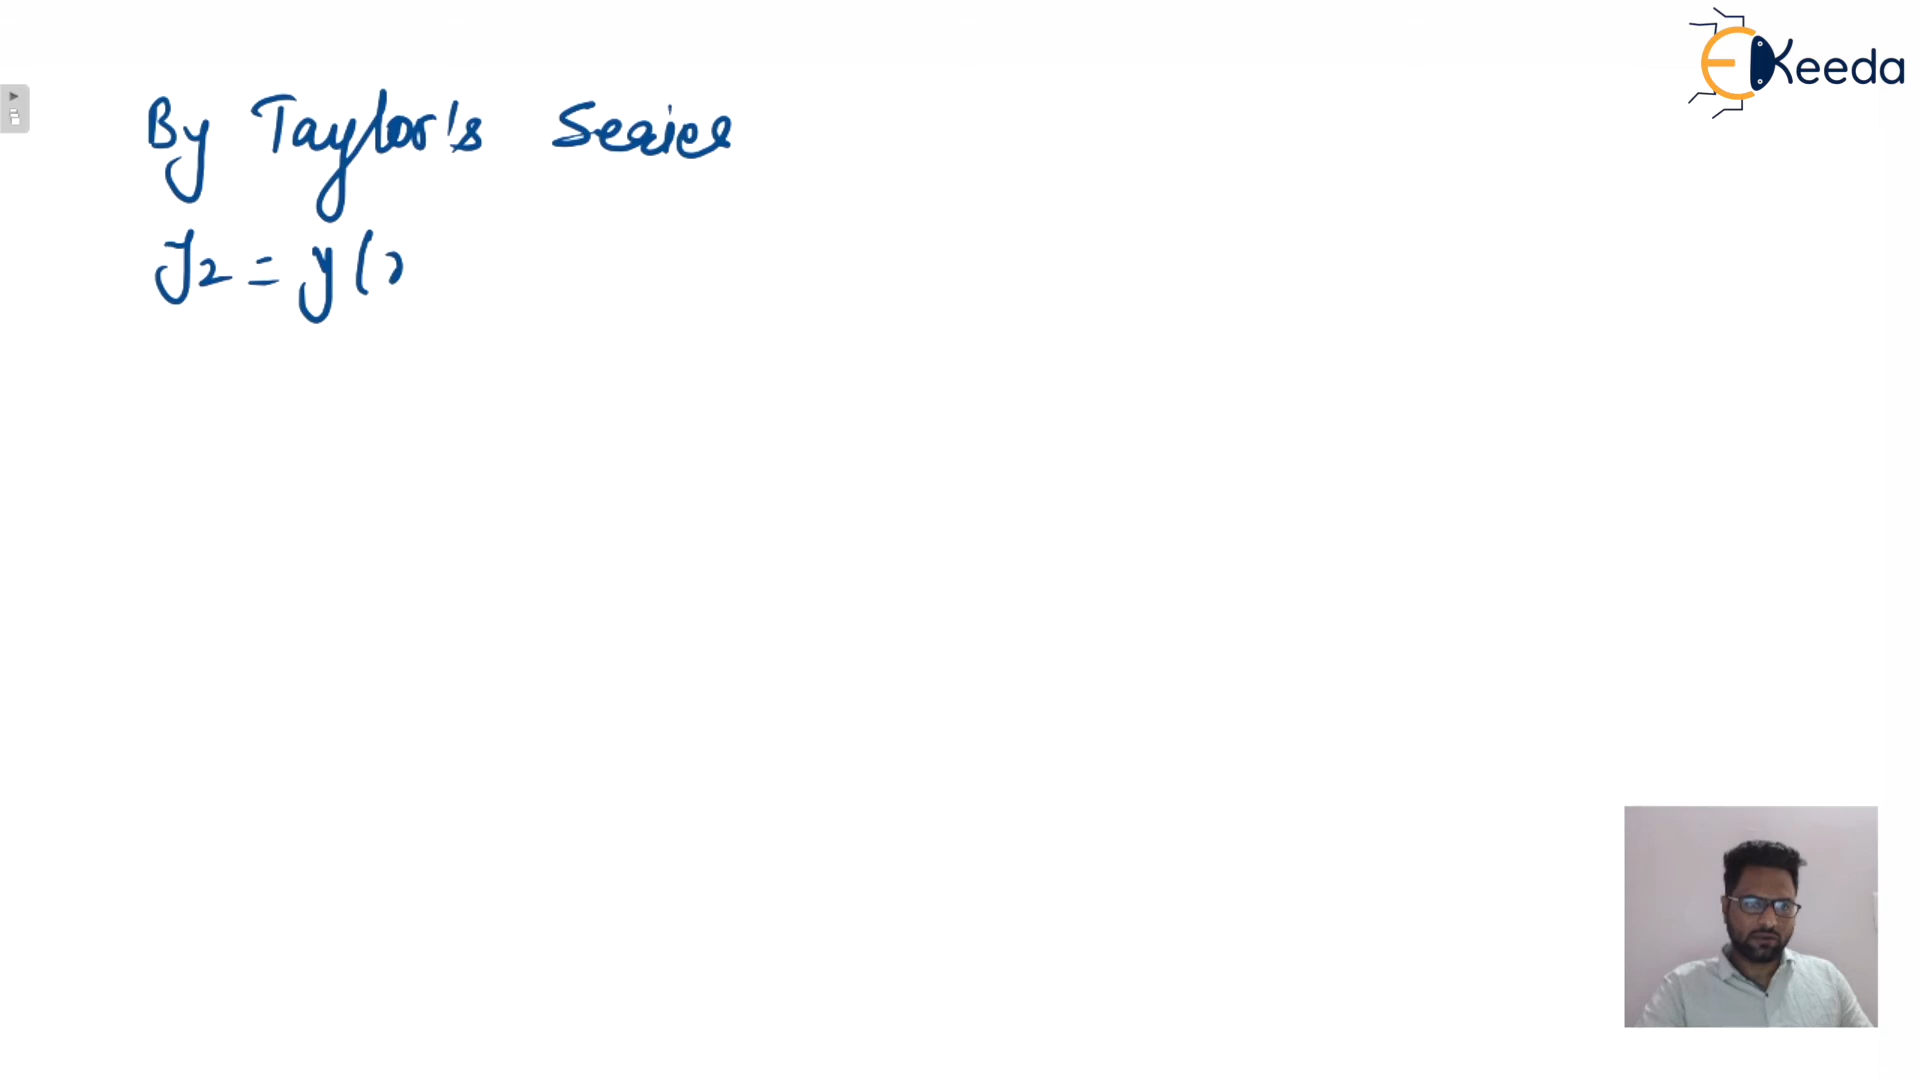 EKeeda
By Taylor's Series
y2 = y(